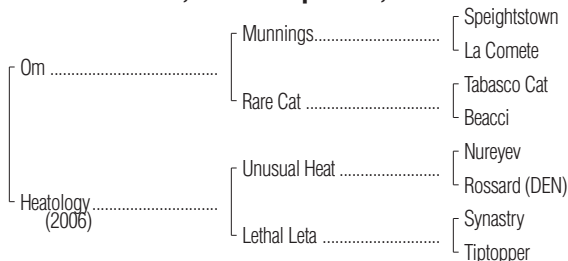 Speightstown
Munnings
La Comete
Om
Tabasco Cat
Rare Cat
Beacci
Nureyev
Unusual Heat
Rossard (DEN)
Heatology
(2006)
Synastry
Lethal Leta
Tiptopper